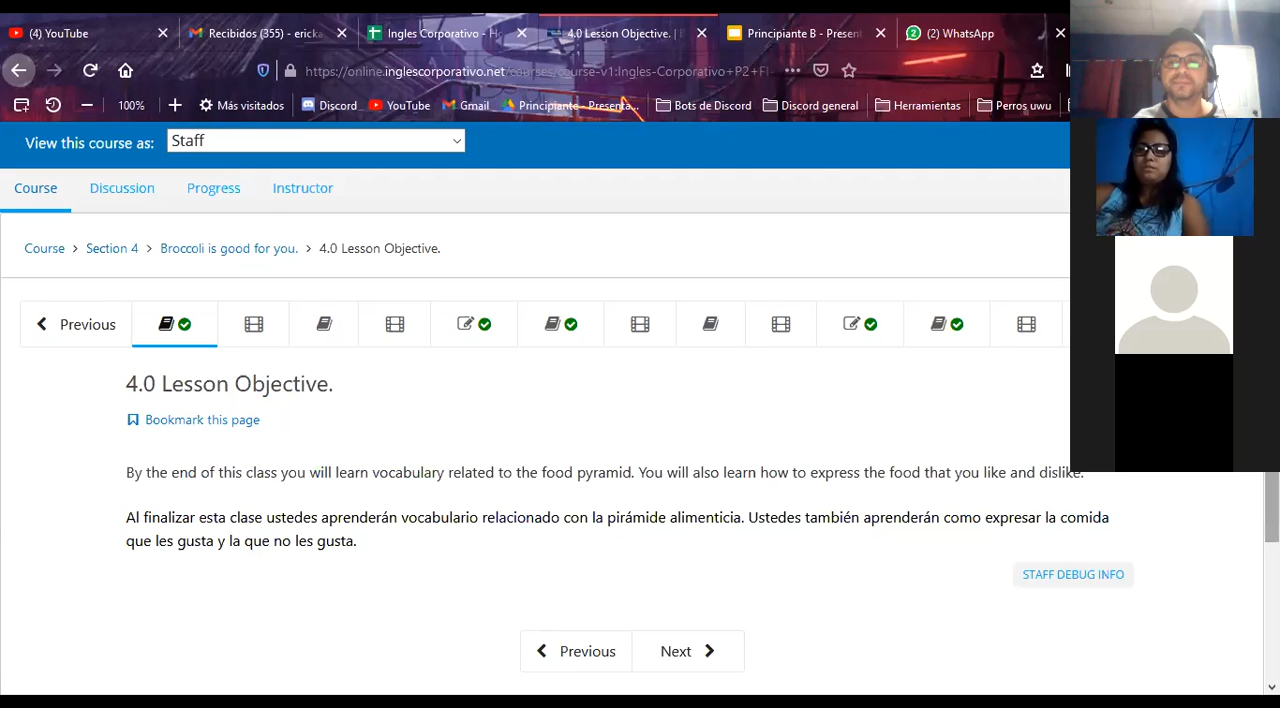 (4) YouTube
Recibidos (355) - ericka
Ingles Corporativo - Ho
4.0 Lesson Objective. |
Principiante B - Present
(2) WhatsApp
https://online.inglescorporativo.net/courses/course-v1:Ingles-Corporativo+P2+Fl
100%
Más visitados
Discord
YouTube
Gmail
Principiante - Presenta...
Bots de Discord
Discord general
Herramientas
Perros uwu
View this course as:
Staff
Course
Discussion
Progress
Instructor
Course > Section 4 > Broccoli is good for you. > 4.0 Lesson Objective.
Previous
4.0 Lesson Objective.
Bookmark this page
By the end of this class you will learn vocabulary related to the food pyramid. You will also learn how to express the food that you like and dislike.
Al finalizar esta clase ustedes aprenderán vocabulario relacionado con la pirámide alimenticia. Ustedes también aprenderán como expresar la comida
que les gusta y la que no les gusta.
STAFF DEBUG INFO
Previous
Next